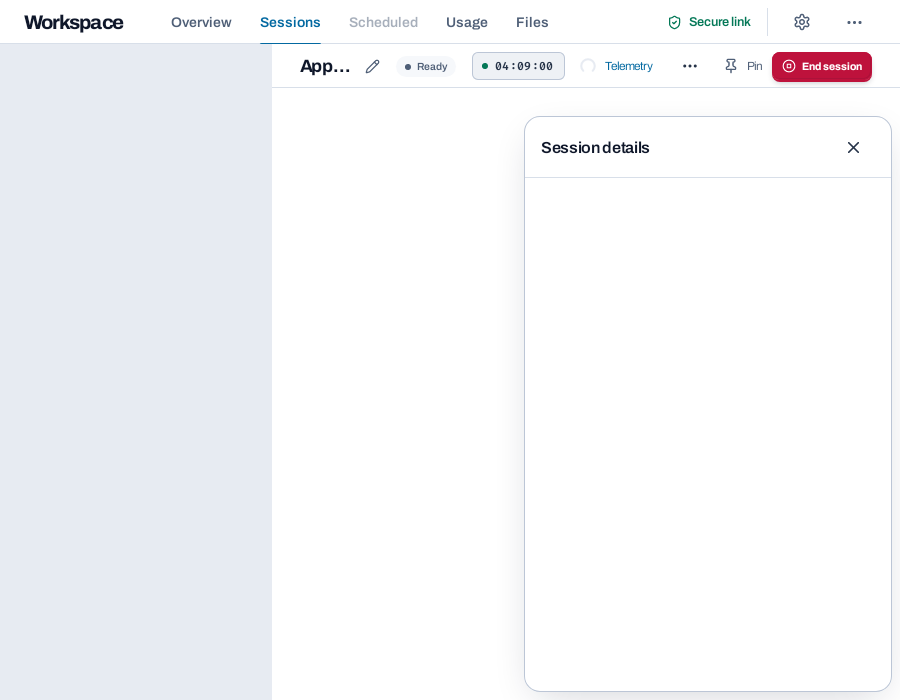 Workspace Overview Sessions Scheduled Usage Files Secure link
App... Ready 04:09:00 Telemetry Pin End session
Session details